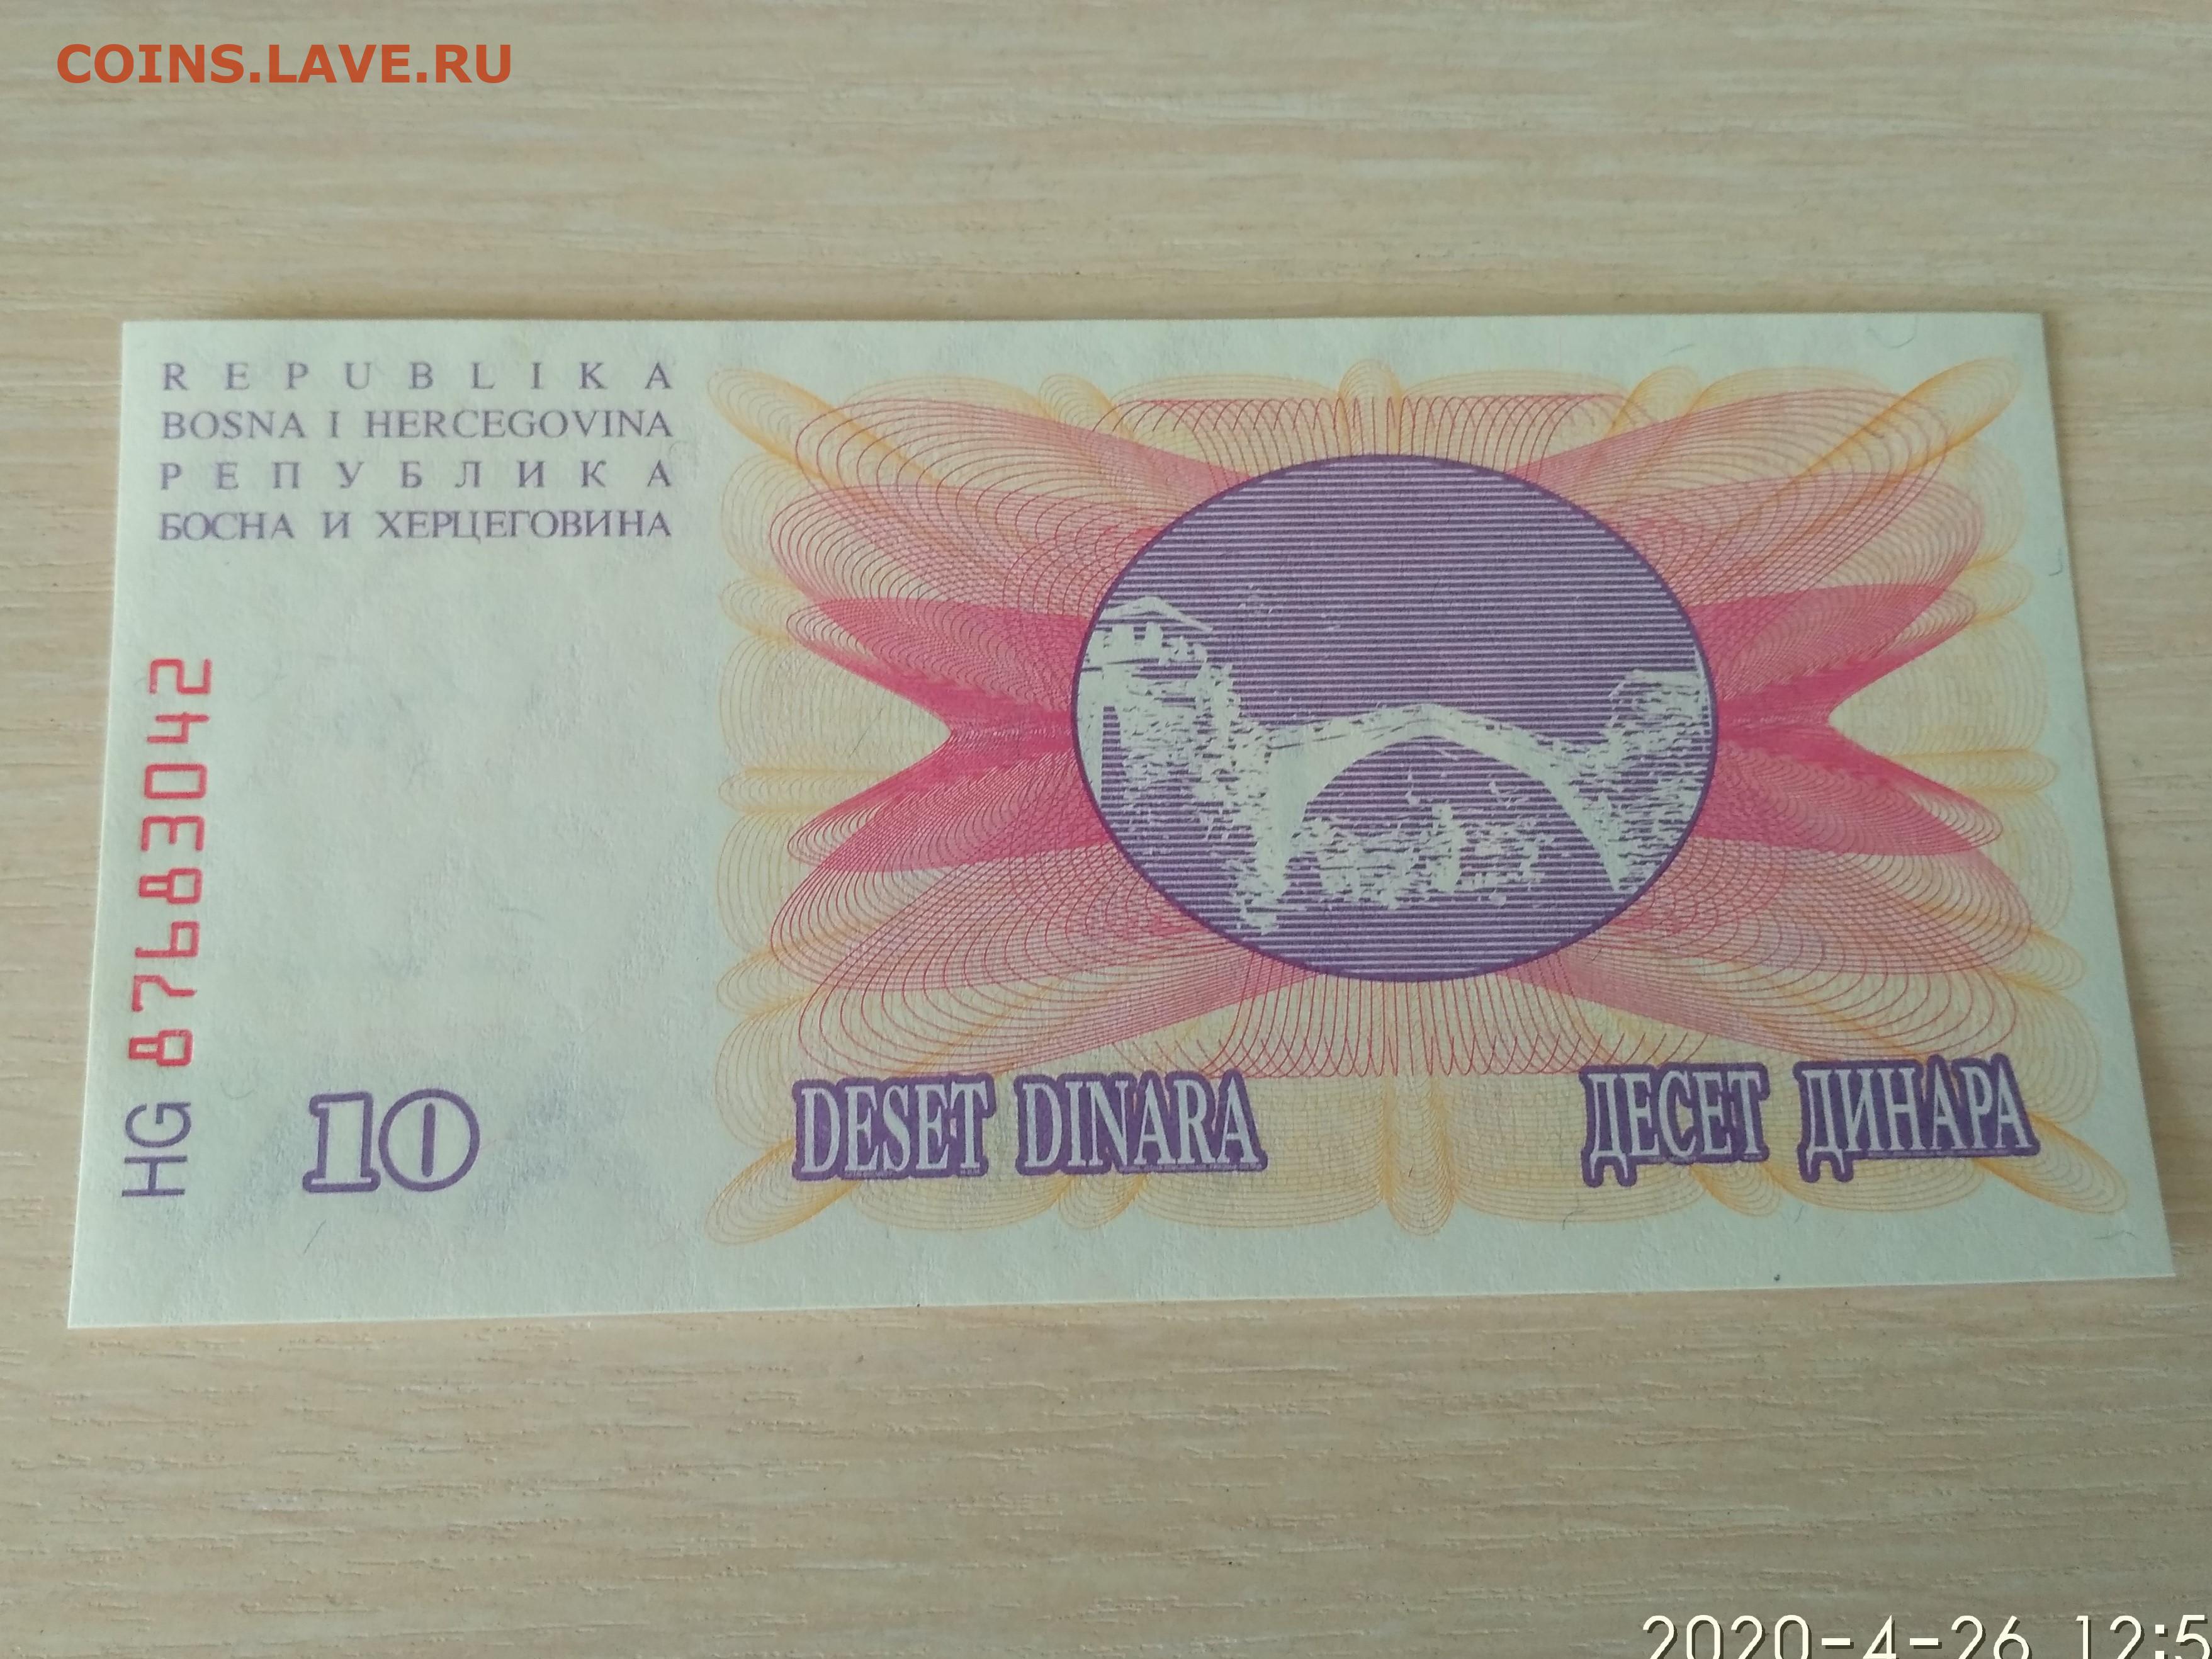 COINS.LAVE.RU
REPUBLIKA
BOSNA I HERCEGOVINA
РЕПУБЛИКА
БОСНА И ХЕРЦЕГОВИНА
HG 87683042
10
DESET DINARA ДЕСЕТ ДИНАРА
2020-4-26 12:5